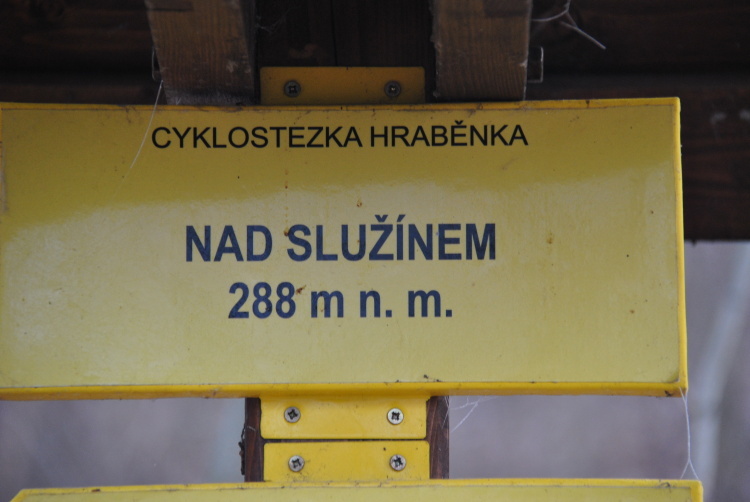 CYKLOSTEZKA HRABĚNKA
NAD SLUŽÍNEM
288 m n. m.